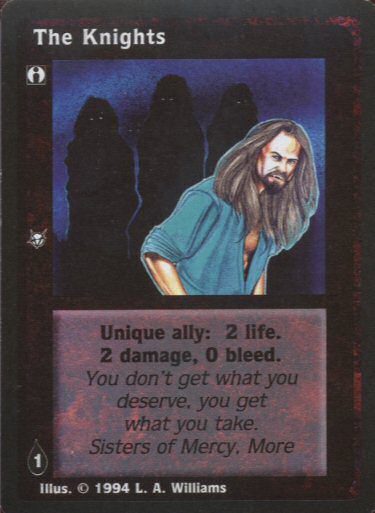 The Knights
Unique ally: 2 life.
2 damage, 0 bleed.
You don't get what you
deserve, you get
what you take.
Sisters of Mercy, More
1
Illus. © 1994 L. A. Williams